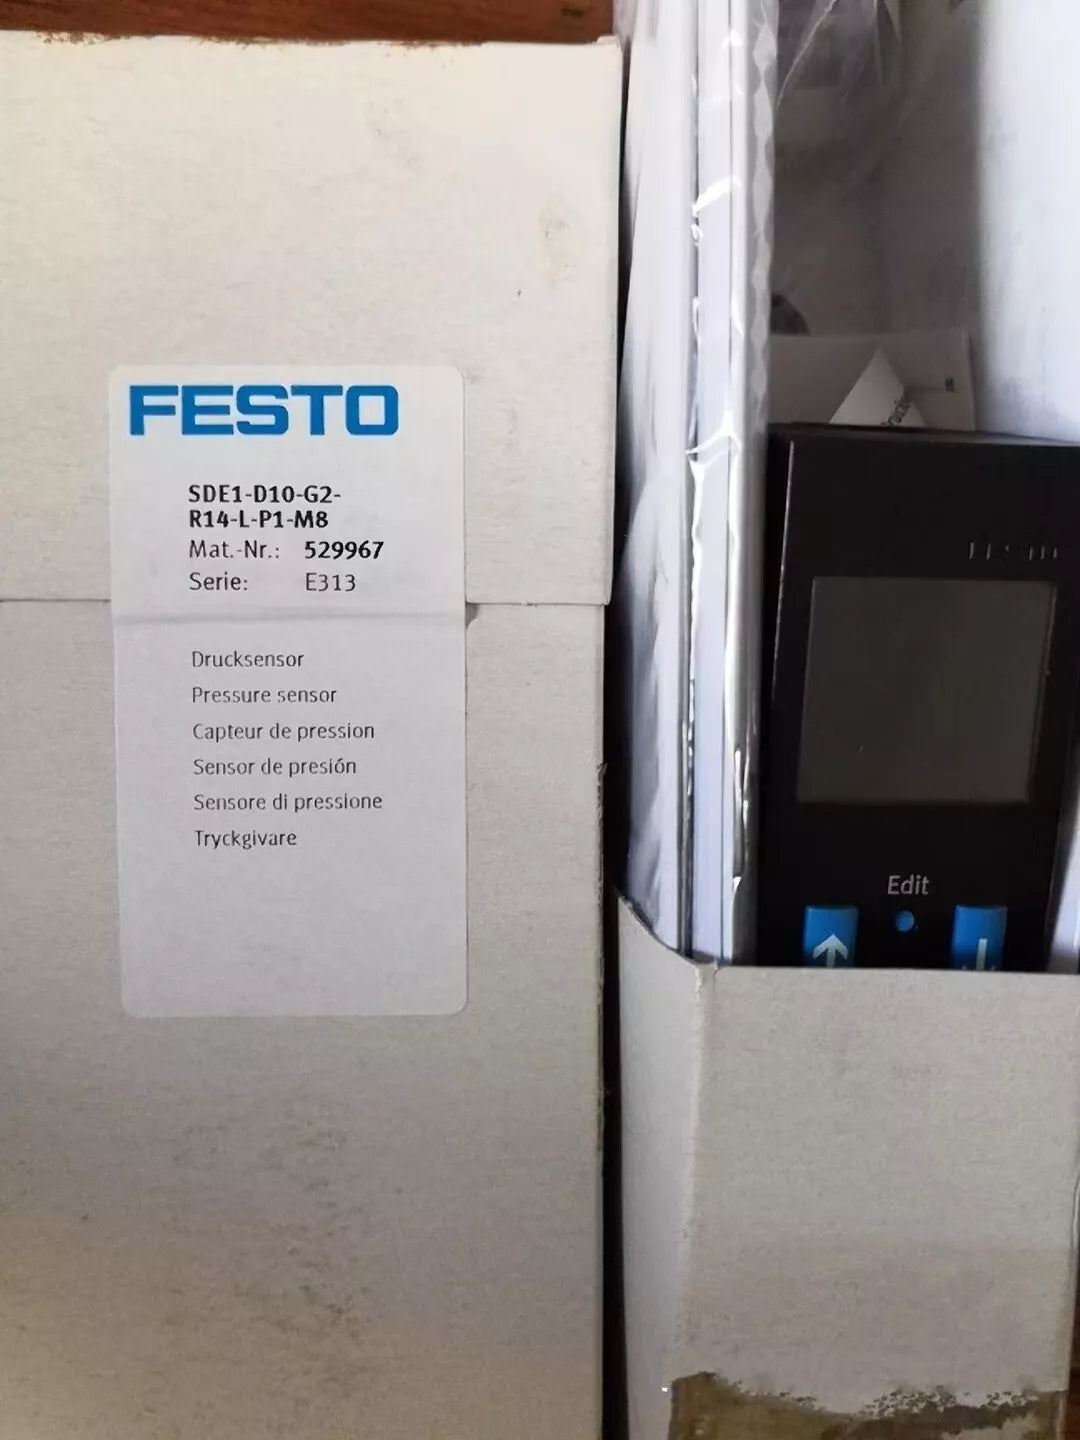 FESTO
SDE1-D10-G2-
R14-L-P1-M8
Mat.-Nr.: 529967
Serie: E313
Drucksensor
Pressure sensor
Capteur de pression
Sensor de presión
Sensore di pressione
Tryckgivare
FESTO
Edit